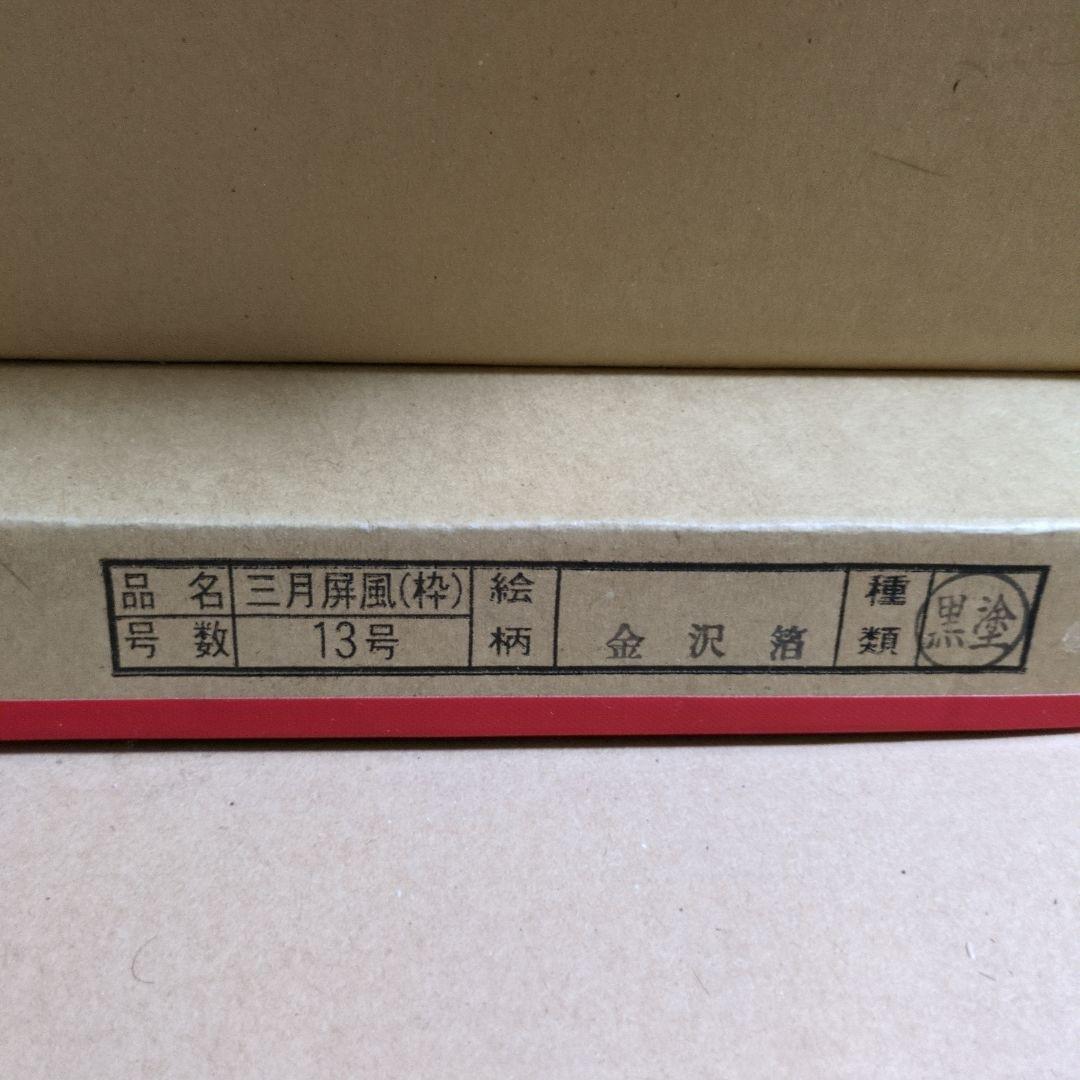 品名 三月屏風(枠)
号数 13号
絵柄 金沢箔
種類 黒塗